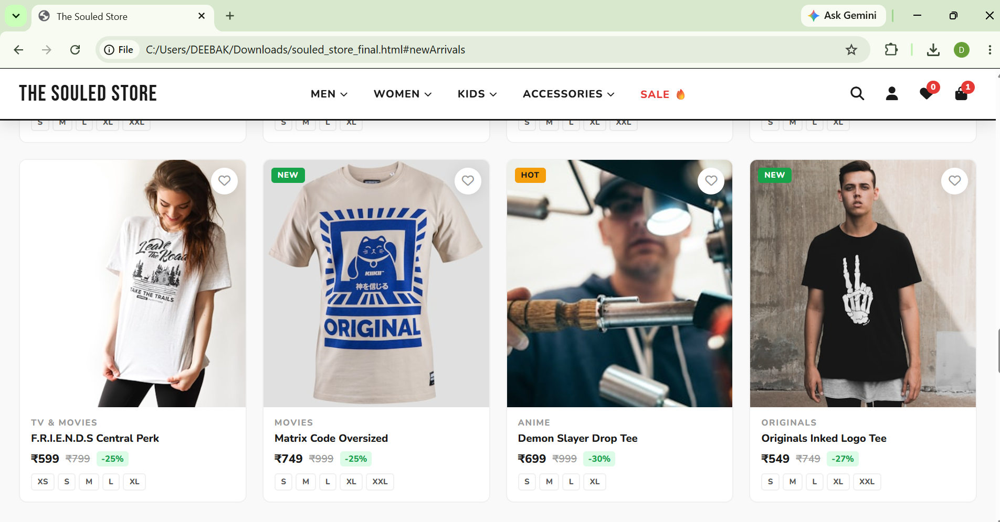 The Souled Store
Ask Gemini
File C:/Users/DEEBAK/Downloads/souled_store_final.html#newArrivals
D
THE SOULED STORE
MEN WOMEN KIDS ACCESSORIES SALE 🔥
0 1
S M L XL XXL
S M L XL
S M L XL XXL
S M L XL
Leave
The Road
TAKE THE TRAILS
TV & MOVIES
F.R.I.E.N.D.S Central Perk
₹599 ₹799 -25%
XS S M L XL
NEW
KIIKII
神を信じる
ORIGINAL
MOVIES
Matrix Code Oversized
₹749 ₹999 -25%
S M L XL XXL
HOT
ANIME
Demon Slayer Drop Tee
₹699 ₹999 -30%
S M L XL
NEW
ORIGINALS
Originals Inked Logo Tee
₹549 ₹749 -27%
S M L XL XXL